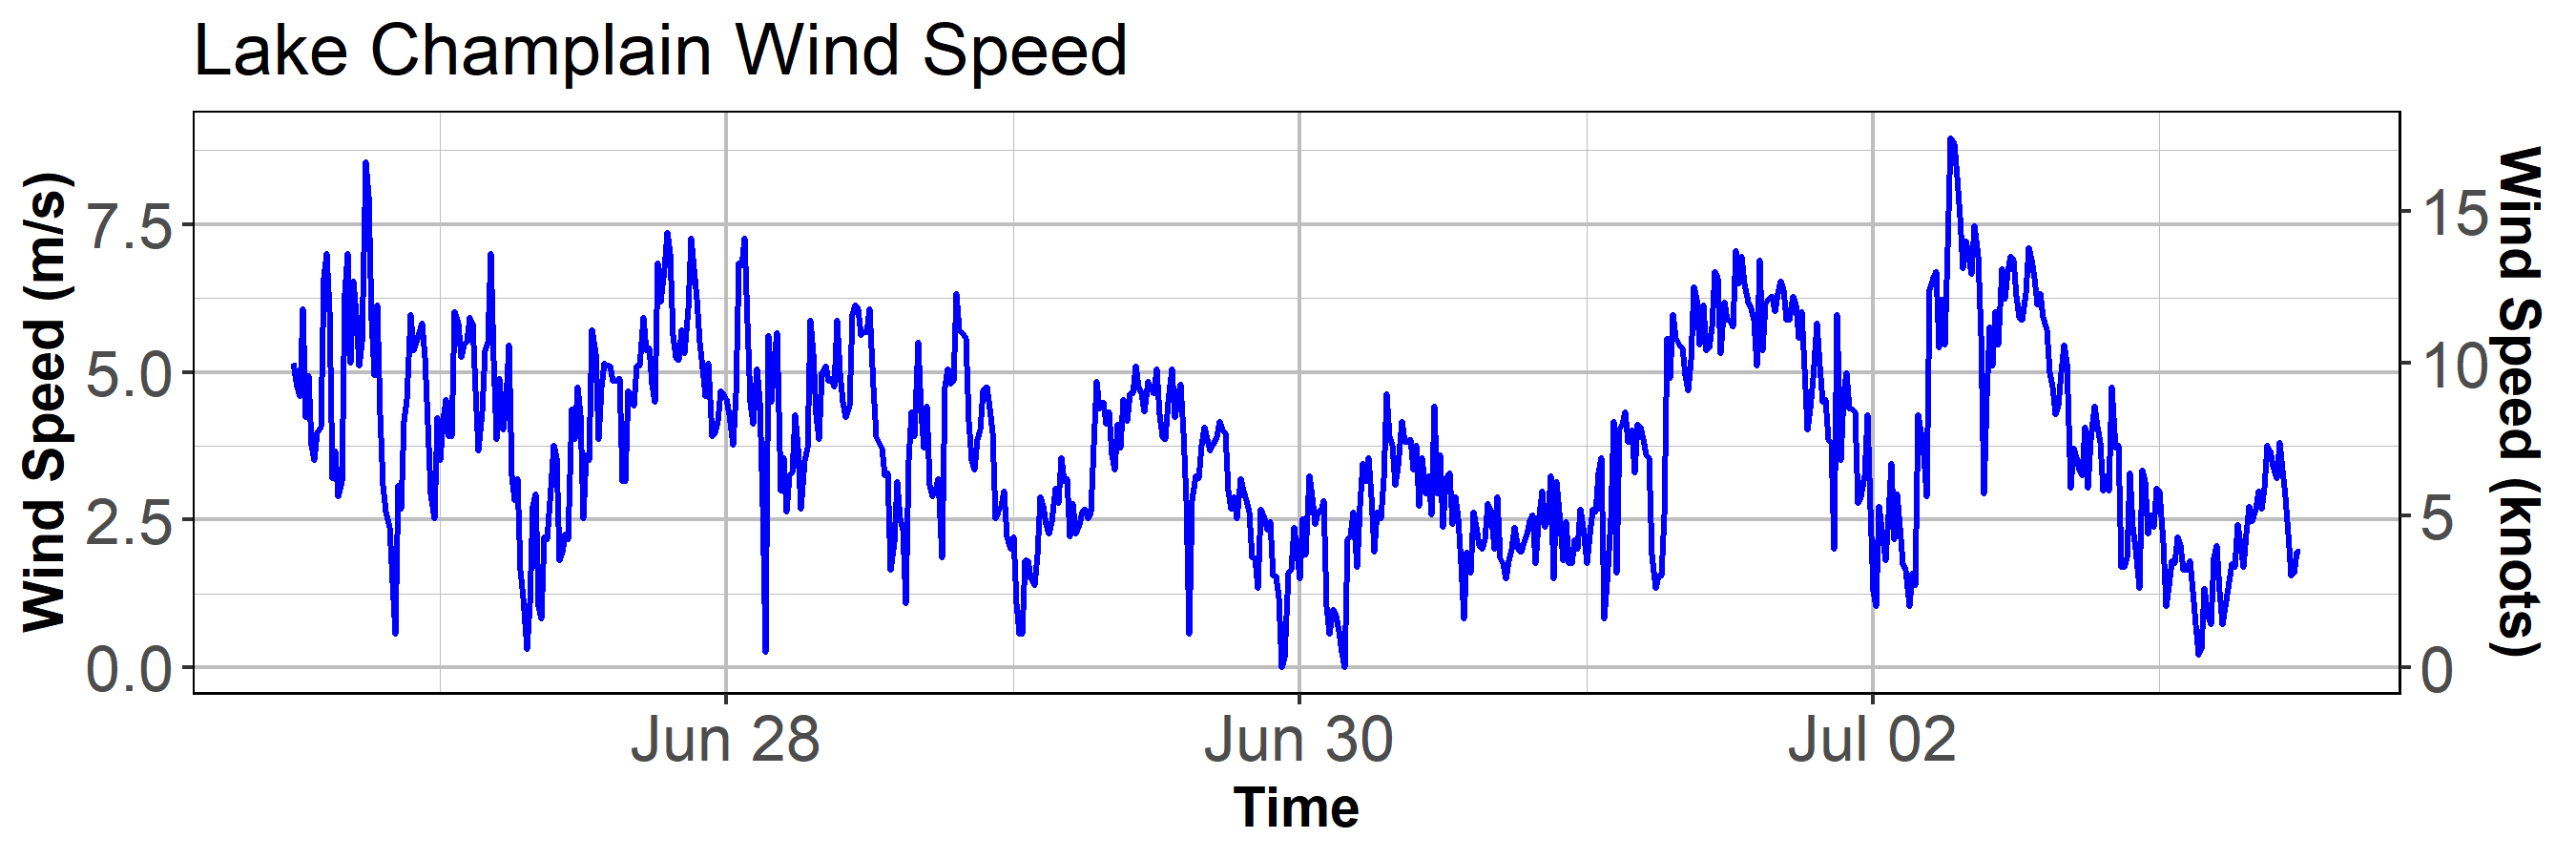 Lake Champlain Wind Speed
Wind Speed (m/s)
7.5
5.0
2.5
0.0
15
10
5
0
Wind Speed (knots)
Jun 28
Jun 30
Jul 02
Time